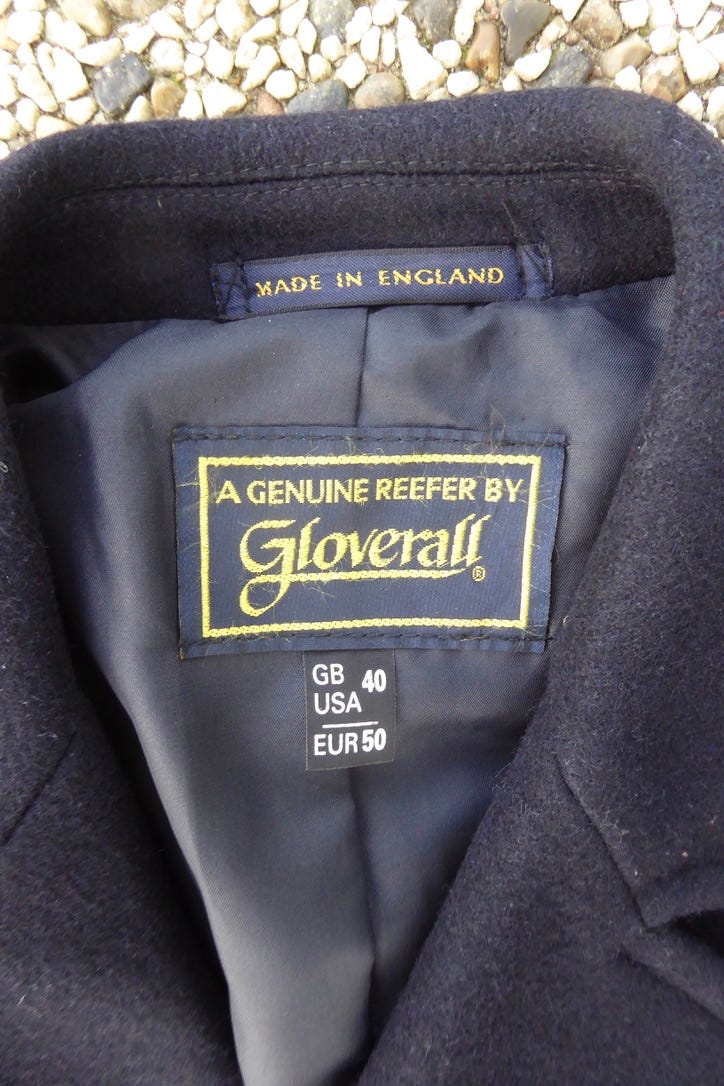 MADE IN ENGLAND
A GENUINE REEFER BY
Gloverall ®
GB
USA 40
EUR 50